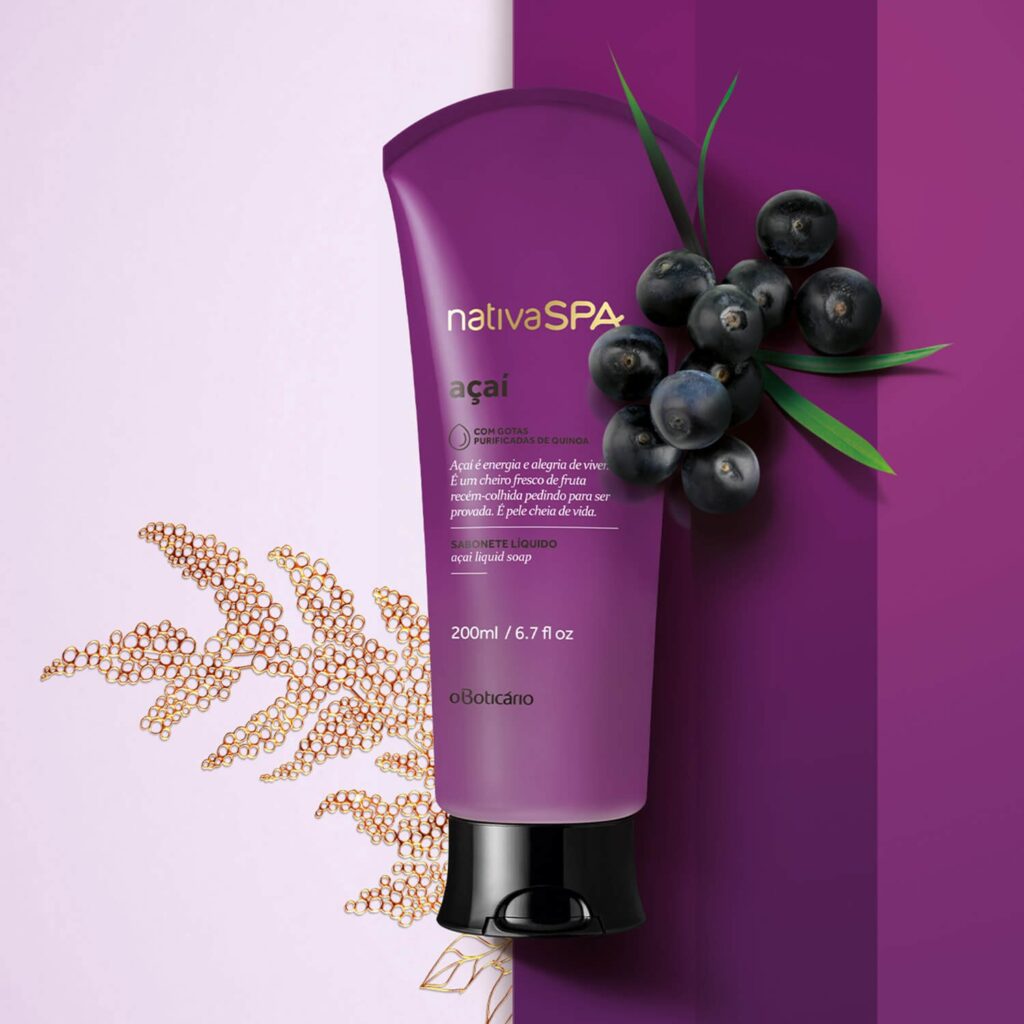 nativaSPA
açaí
COM GOTAS
PURIFICADAS DE QUINOA
Açaí é energia e alegria de viver.
É um cheiro fresco de fruta
recém-colhida pedindo para ser
provada. É pele cheia de vida.
SABONETE LÍQUIDO
açai liquid soap
200ml / 6.7 fl oz
oBoticário